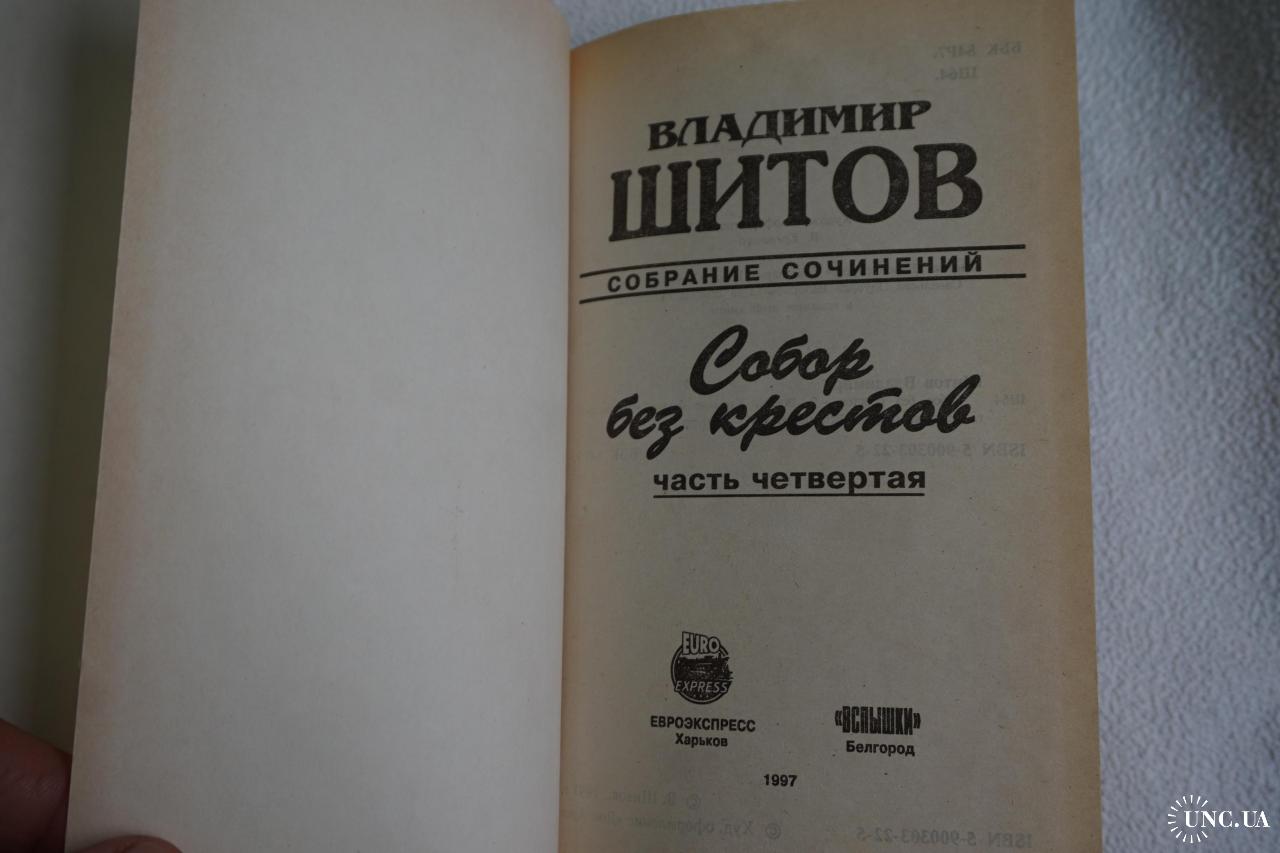 ВЛАДИМИР
ШИТОВ
СОБРАНИЕ СОЧИНЕНИЙ
Собор
без крестов
часть четвертая
EURO
EXPRESS
ЕВРОЭКСПРЕСС
Харьков
«ВСПЫШКИ»
Белгород
1997
UNC.UA